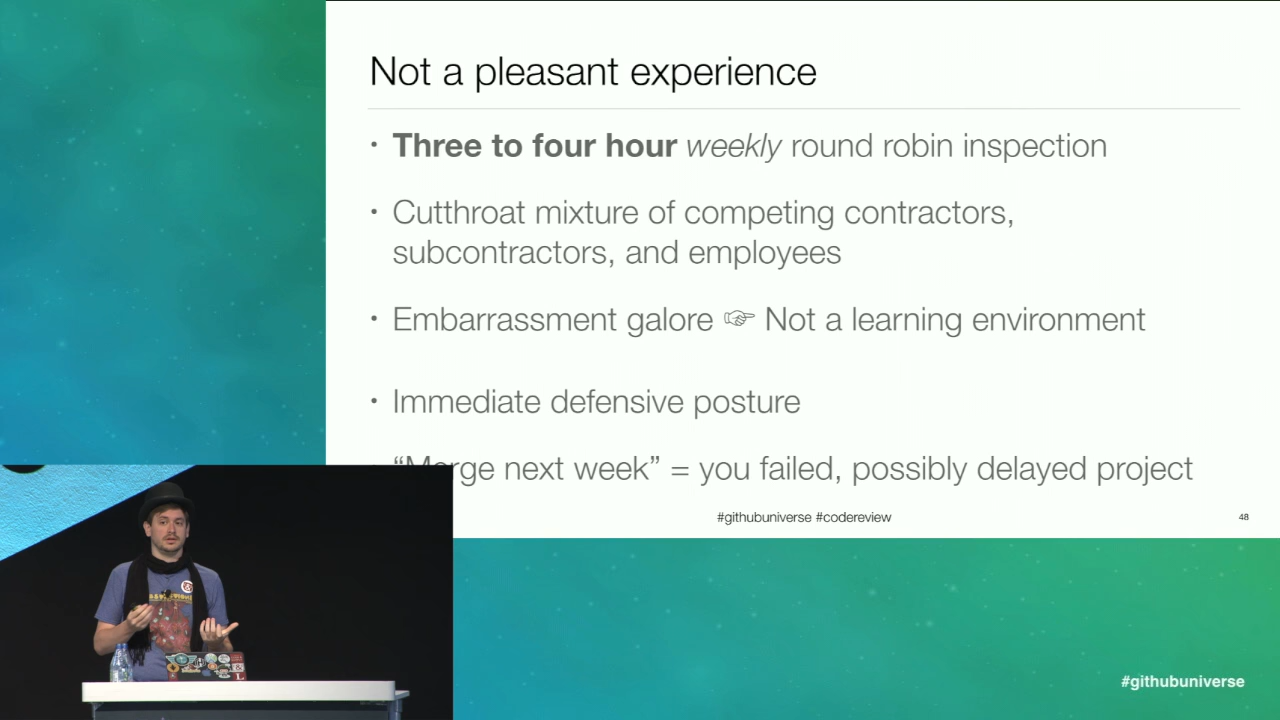 Not a pleasant experience
• Three to four hour weekly round robin inspection
• Cutthroat mixture of competing contractors,
subcontractors, and employees
• Embarrassment galore ☞ Not a learning environment
• Immediate defensive posture
“Merge next week” = you failed, possibly delayed project
#githubuniverse #codereview
48
#githubuniverse